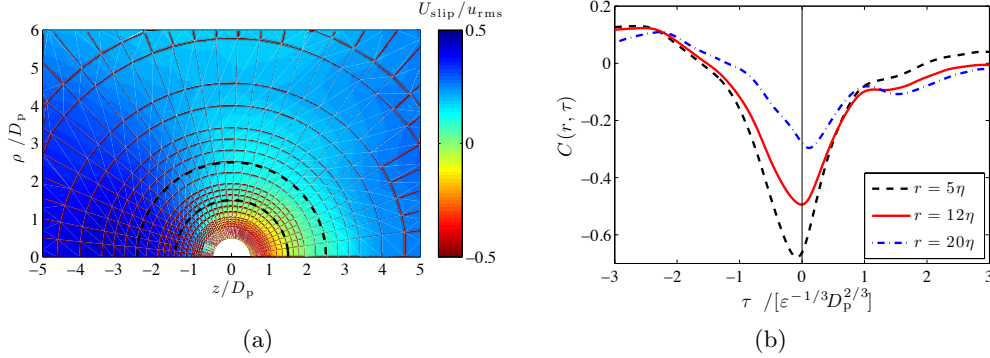 U_slip/u_rms
6
5
4
3
2
1
0
ρ /D_p
−5 −4 −3 −2 −1 0 1 2 3 4 5
z/D_p
0.5
0
−0.5
(a)
0.2
0
−0.2
−0.4
−0.6
C(r, τ)
r = 5η
r = 12η
r = 20η
−3 −2 −1 0 1 2 3
τ /[ε^{−1/3}D_p^{2/3}]
(b)